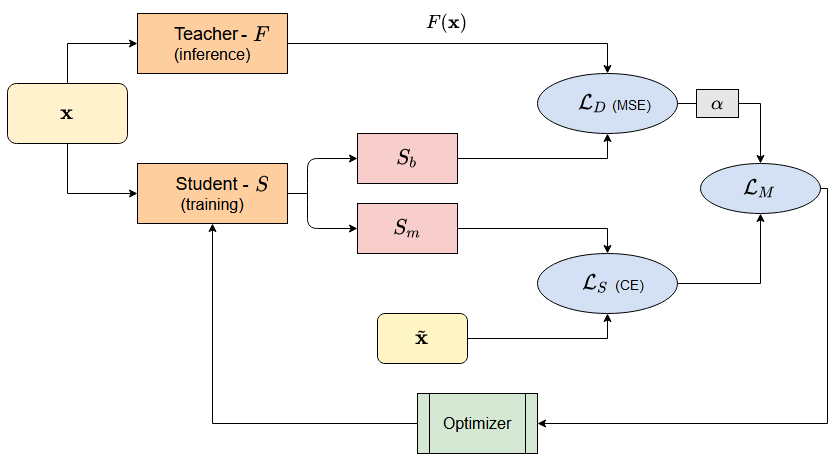 Teacher - F
(inference)
F(x)
x
ℒ_D (MSE)
α
S_b
Student - S
(training)
ℒ_M
S_m
ℒ_S (CE)
x̃
Optimizer